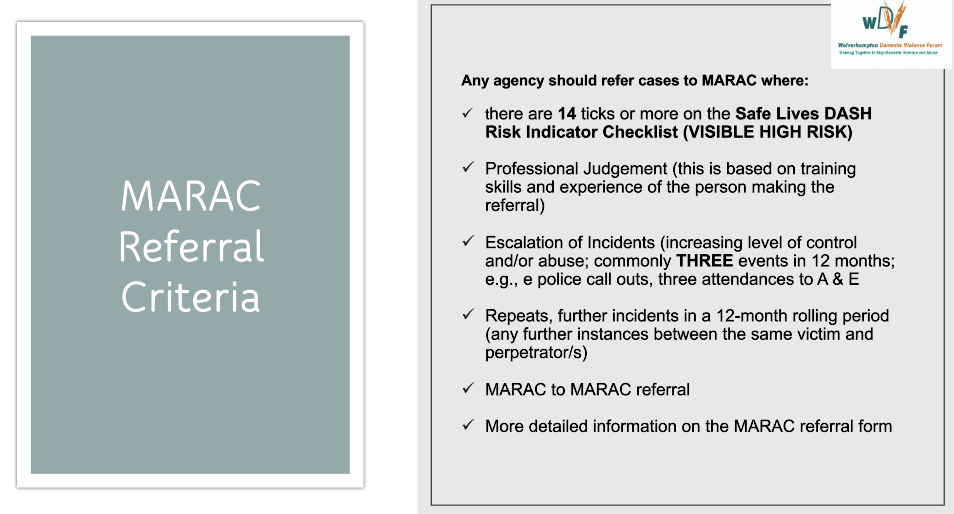 MARAC
Referral
Criteria
WDVF
Wolverhampton Domestic Violence Forum
Working Together to Stop Domestic Violence and Abuse
Any agency should refer cases to MARAC where:
✓ there are 14 ticks or more on the Safe Lives DASH
Risk Indicator Checklist (VISIBLE HIGH RISK)
✓ Professional Judgement (this is based on training
skills and experience of the person making the
referral)
✓ Escalation of Incidents (increasing level of control
and/or abuse; commonly THREE events in 12 months;
e.g., e police call outs, three attendances to A & E
✓ Repeats, further incidents in a 12-month rolling period
(any further instances between the same victim and
perpetrator/s)
✓ MARAC to MARAC referral
✓ More detailed information on the MARAC referral form